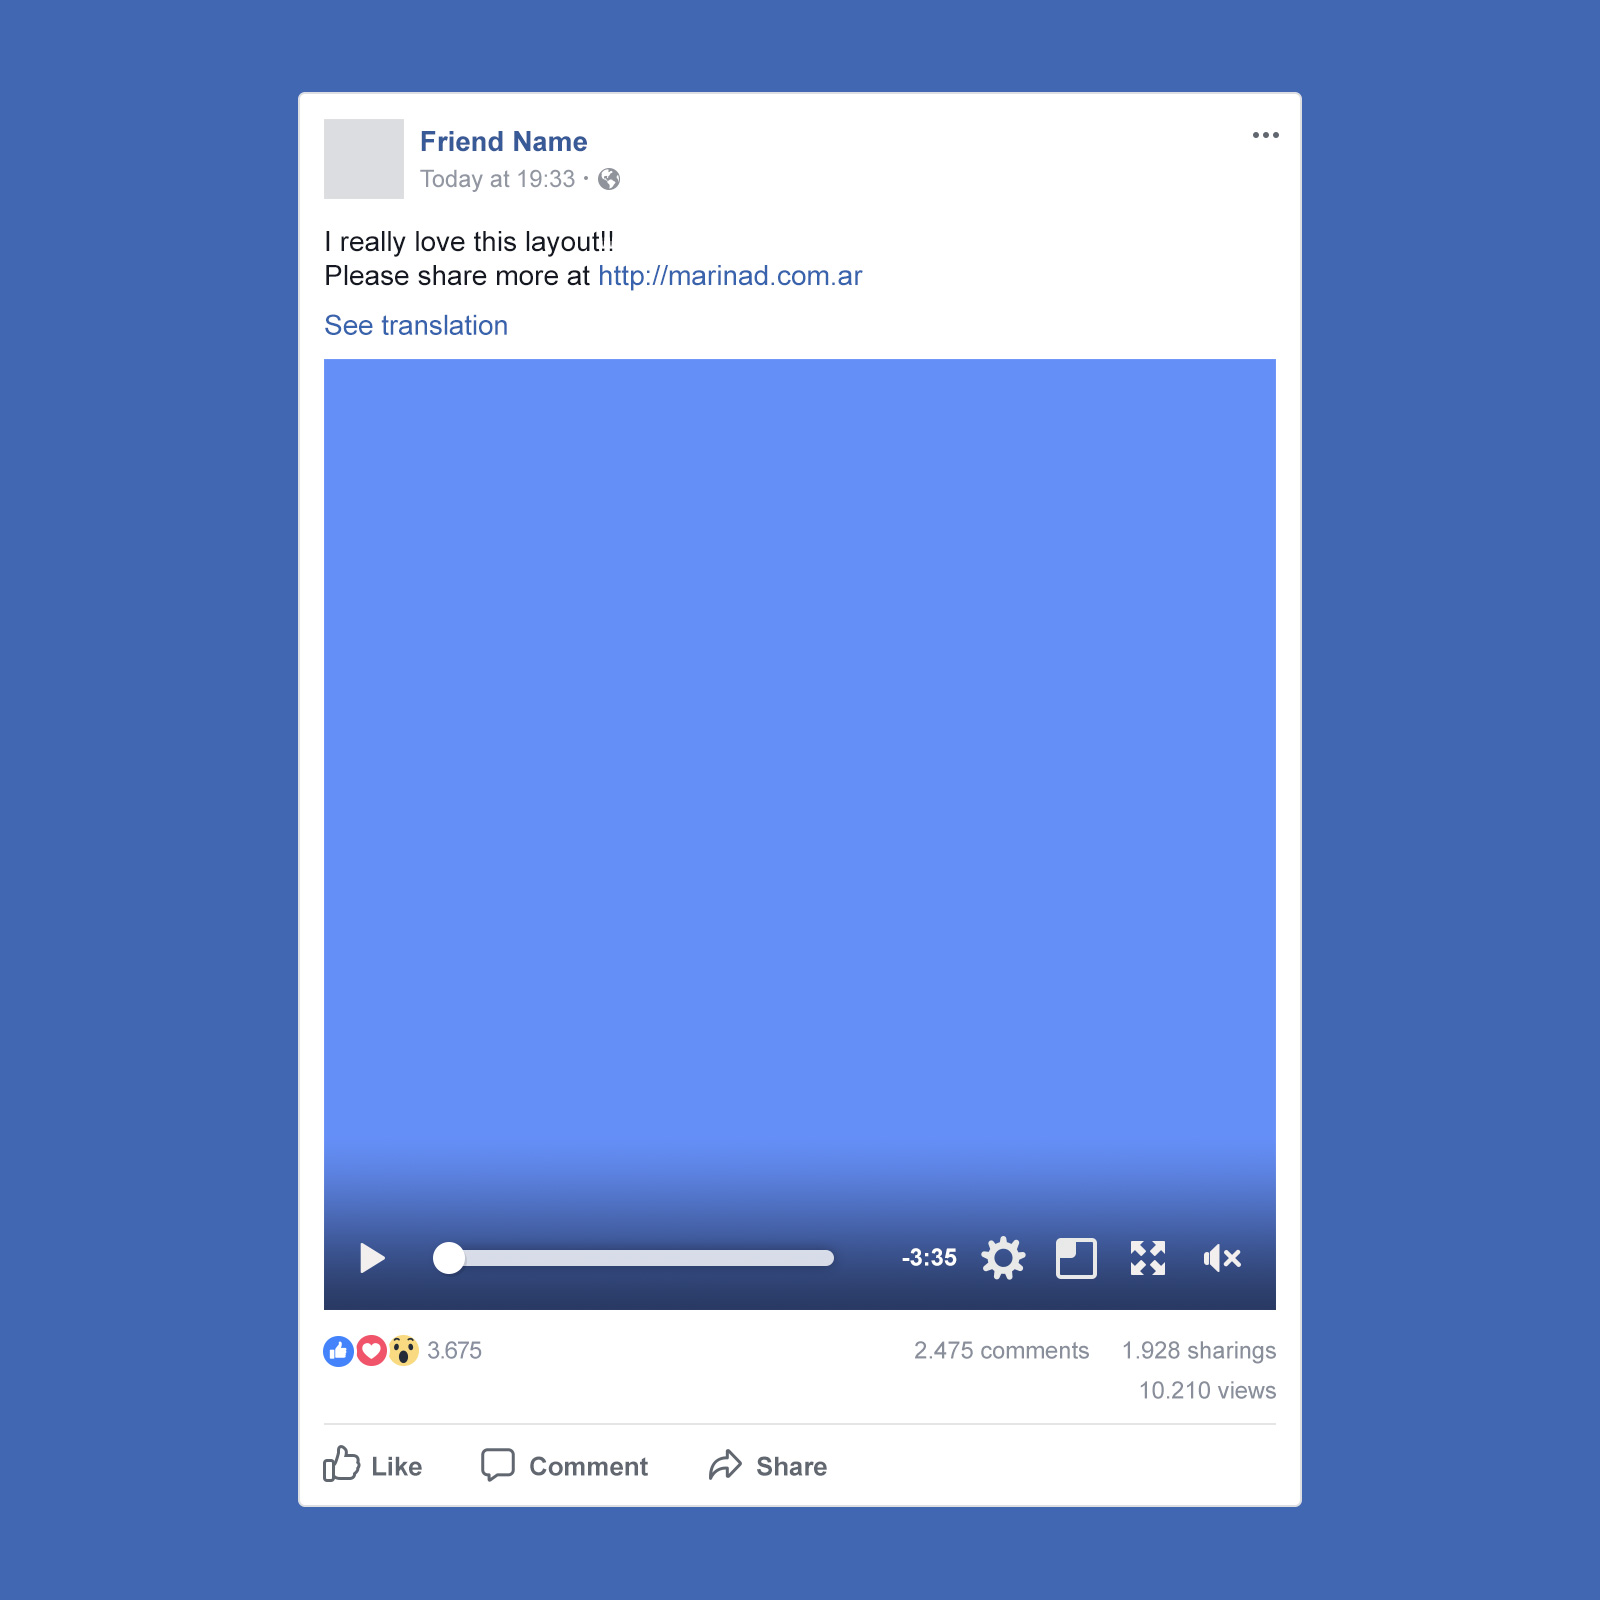 Friend Name
Today at 19:33 ·
I really love this layout!!
Please share more at http://marinad.com.ar
See translation
-3:35
3.675
2.475 comments 1.928 sharings
10.210 views
Like Comment Share